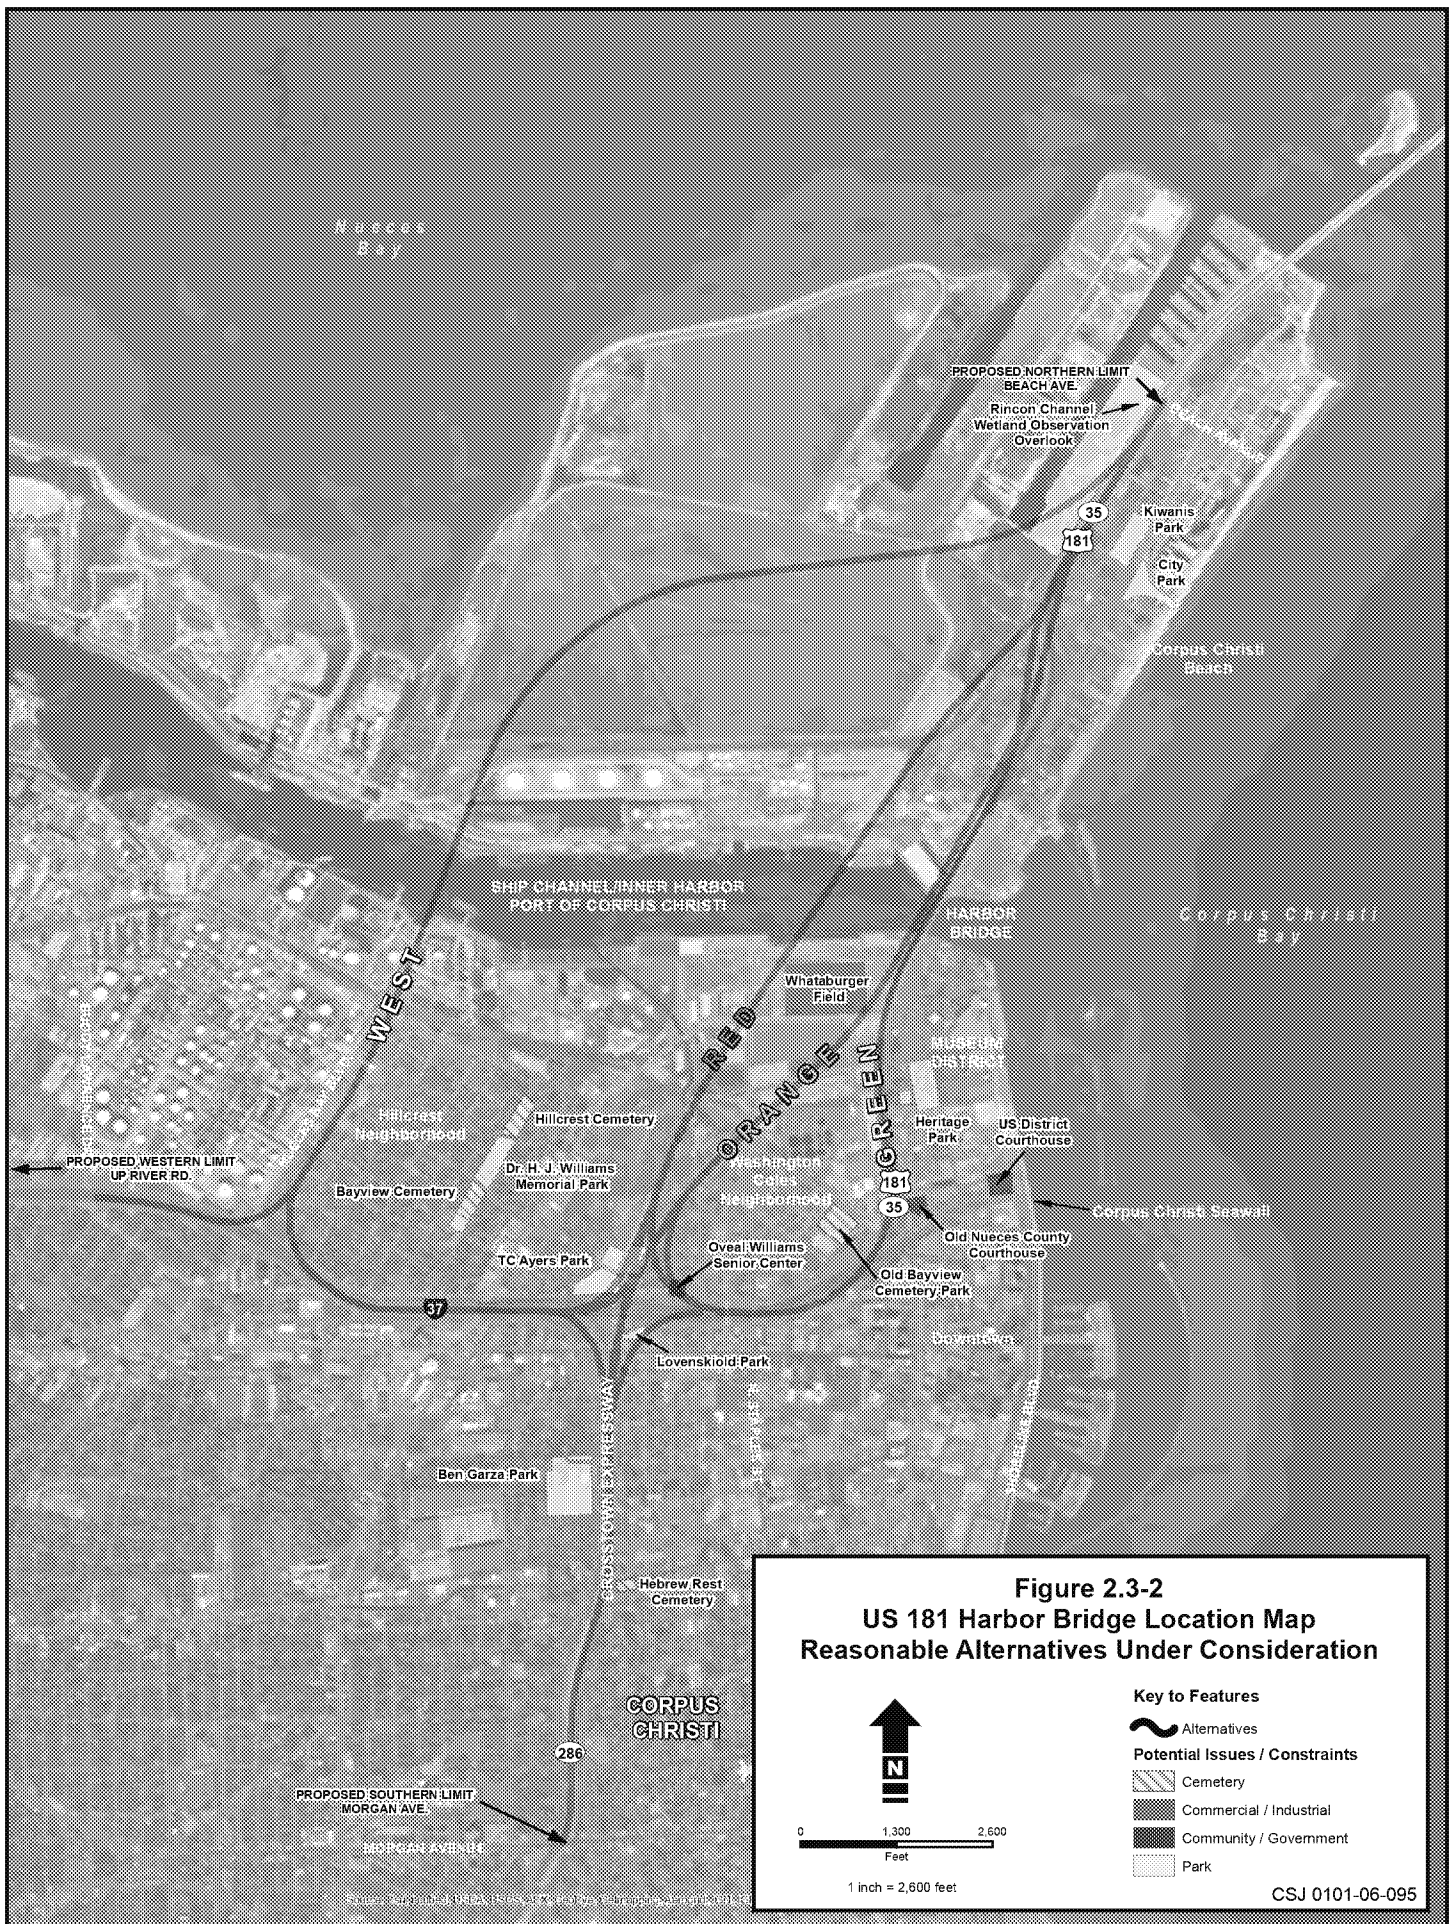 Nueces
Bay
PROPOSED NORTHERN LIMIT
BEACH AVE.
Rincon Channel
Wetland Observation
Overlook
35
181
Kiwanis
Park
City
Park
Corpus Christi
Beach
SHIP CHANNEL/INNER HARBOR
PORT OF CORPUS CHRISTI
HARBOR
BRIDGE
Corpus Christi
Bay
WEST
Whataburger
Field
RED
ORANGE
GREEN
MUSEUM
DISTRICT
Hillcrest
Neighborhood
Hillcrest Cemetery
Heritage
Park
US District
Courthouse
PROPOSED WESTERN LIMIT
UP RIVER RD.
Dr. H. J. Williams
Memorial Park
Bayview Cemetery
Washington
Coles
Neighborhood
181
35
Corpus Christi Seawall
Old Nueces County
Courthouse
TC Ayers Park
Oveal Williams
Senior Center
Old Bayview
Cemetery Park
37
Downtown
Lovenskiold Park
CROSSTOWN EXPRESSWAY
SHORELINE BLVD
Ben Garza Park
Hebrew Rest
Cemetery
CORPUS
CHRISTI
286
PROPOSED SOUTHERN LIMIT
MORGAN AVE.
MORGAN AVENUE
Figure 2.3-2
US 181 Harbor Bridge Location Map
Reasonable Alternatives Under Consideration
N
0 1,300 2,600
Feet
1 inch = 2,600 feet
Key to Features
Alternatives
Potential Issues / Constraints
Cemetery
Commercial / Industrial
Community / Government
Park
CSJ 0101-06-095